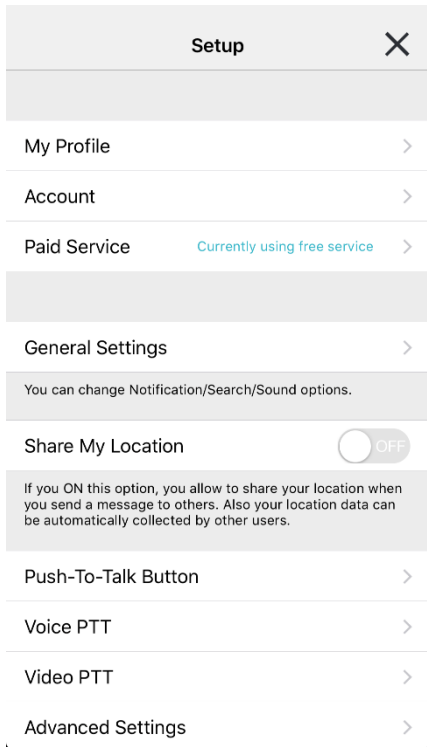 Setup
My Profile
Account
Paid Service Currently using free service
General Settings
You can change Notification/Search/Sound options.
Share My Location OFF
If you ON this option, you allow to share your location when
you send a message to others. Also your location data can
be automatically collected by other users.
Push-To-Talk Button
Voice PTT
Video PTT
Advanced Settings